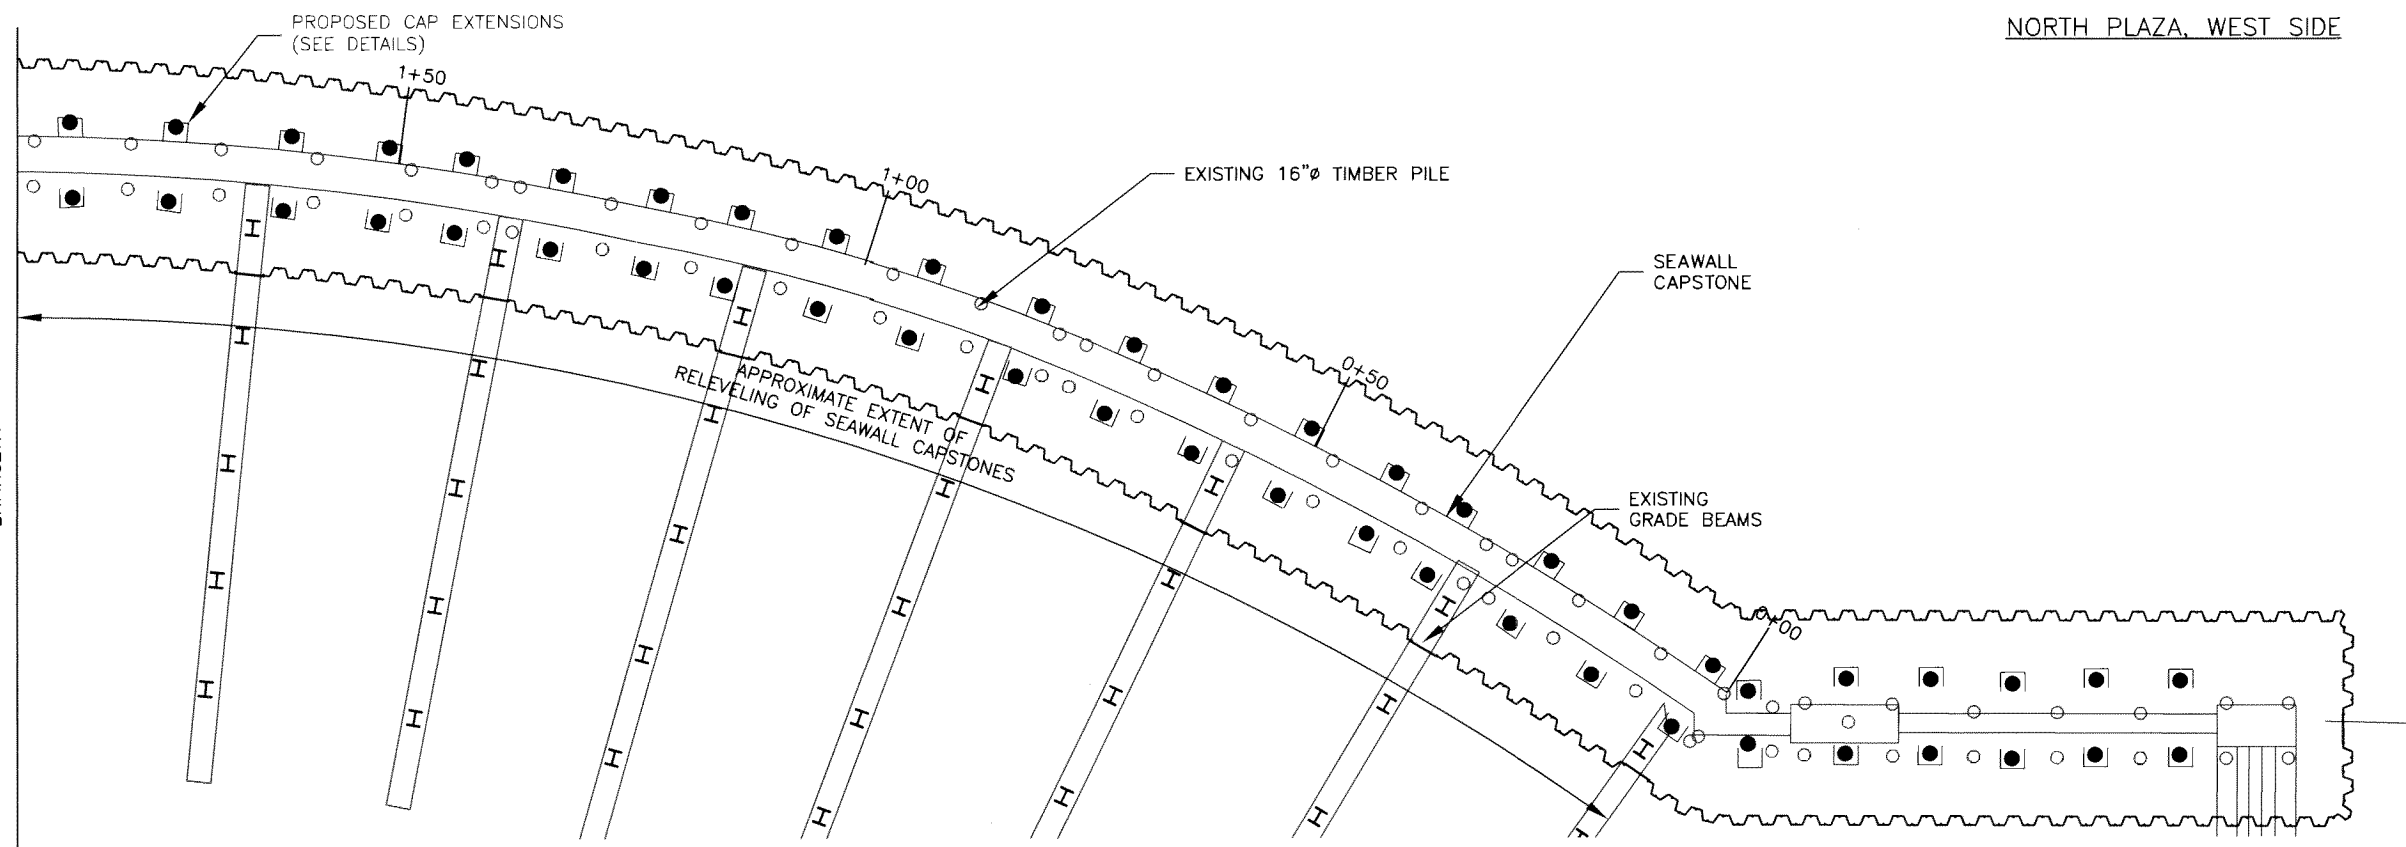 NORTH PLAZA, WEST SIDE
PROPOSED CAP EXTENSIONS
(SEE DETAILS)
1+50
1+00
EXISTING 16"ø TIMBER PILE
SEAWALL
CAPSTONE
0+50
EXISTING
GRADE BEAMS
APPROXIMATE EXTENT OF
RELEVELING OF SEAWALL CAPSTONES
0+00